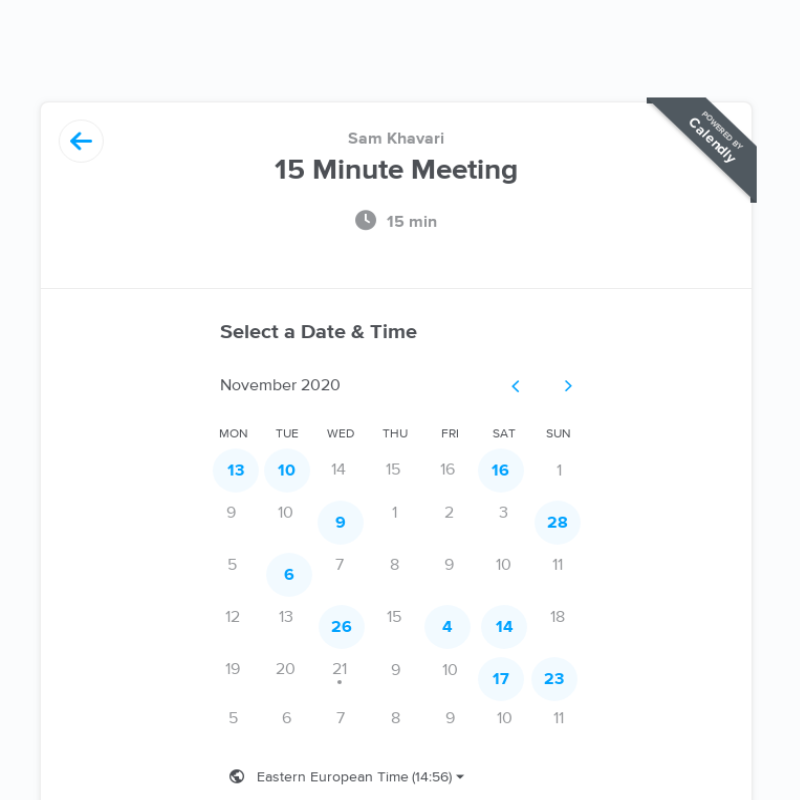 POWERED BY
Calendly
Sam Khavari
15 Minute Meeting
15 min
Select a Date & Time
November 2020
MON TUE WED THU FRI SAT SUN
13 10 14 15 16 16 1
9 10 9 1 2 3 28
5 6 7 8 9 10 11
12 13 26 15 4 14 18
19 20 21 9 10 17 23
5 6 7 8 9 10 11
Eastern European Time (14:56)